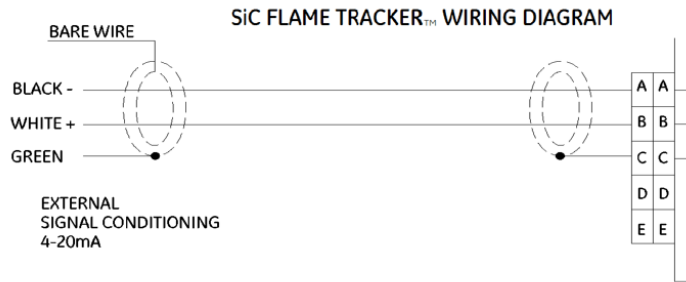 SiC FLAME TRACKER™ WIRING DIAGRAM
BARE WIRE
BLACK - A A
WHITE + B B
GREEN C C
D D
E E
EXTERNAL
SIGNAL CONDITIONING
4-20mA